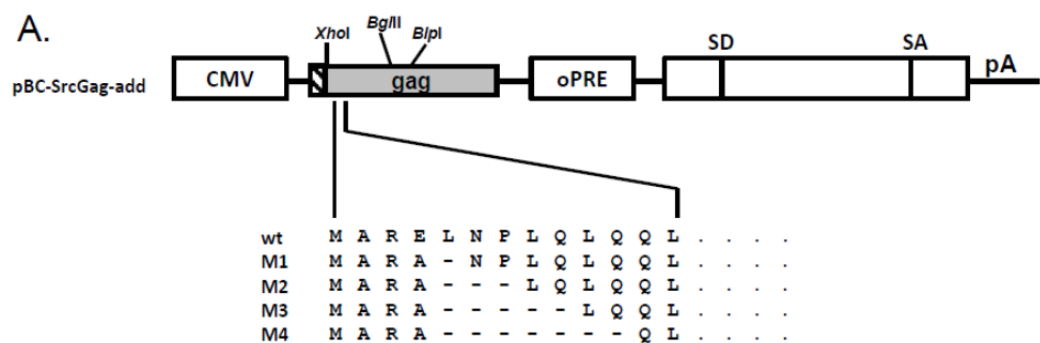 A.
XhoI BglII BlpI SD SA
pBC-SrcGag-add CMV gag oPRE pA
wt M A R E L N P L Q L Q Q L . . . .
M1 M A R A - N P L Q L Q Q L . . . .
M2 M A R A - - - L Q L Q Q L . . . .
M3 M A R A - - - - - L Q Q L . . . .
M4 M A R A - - - - - - - Q L . . . .